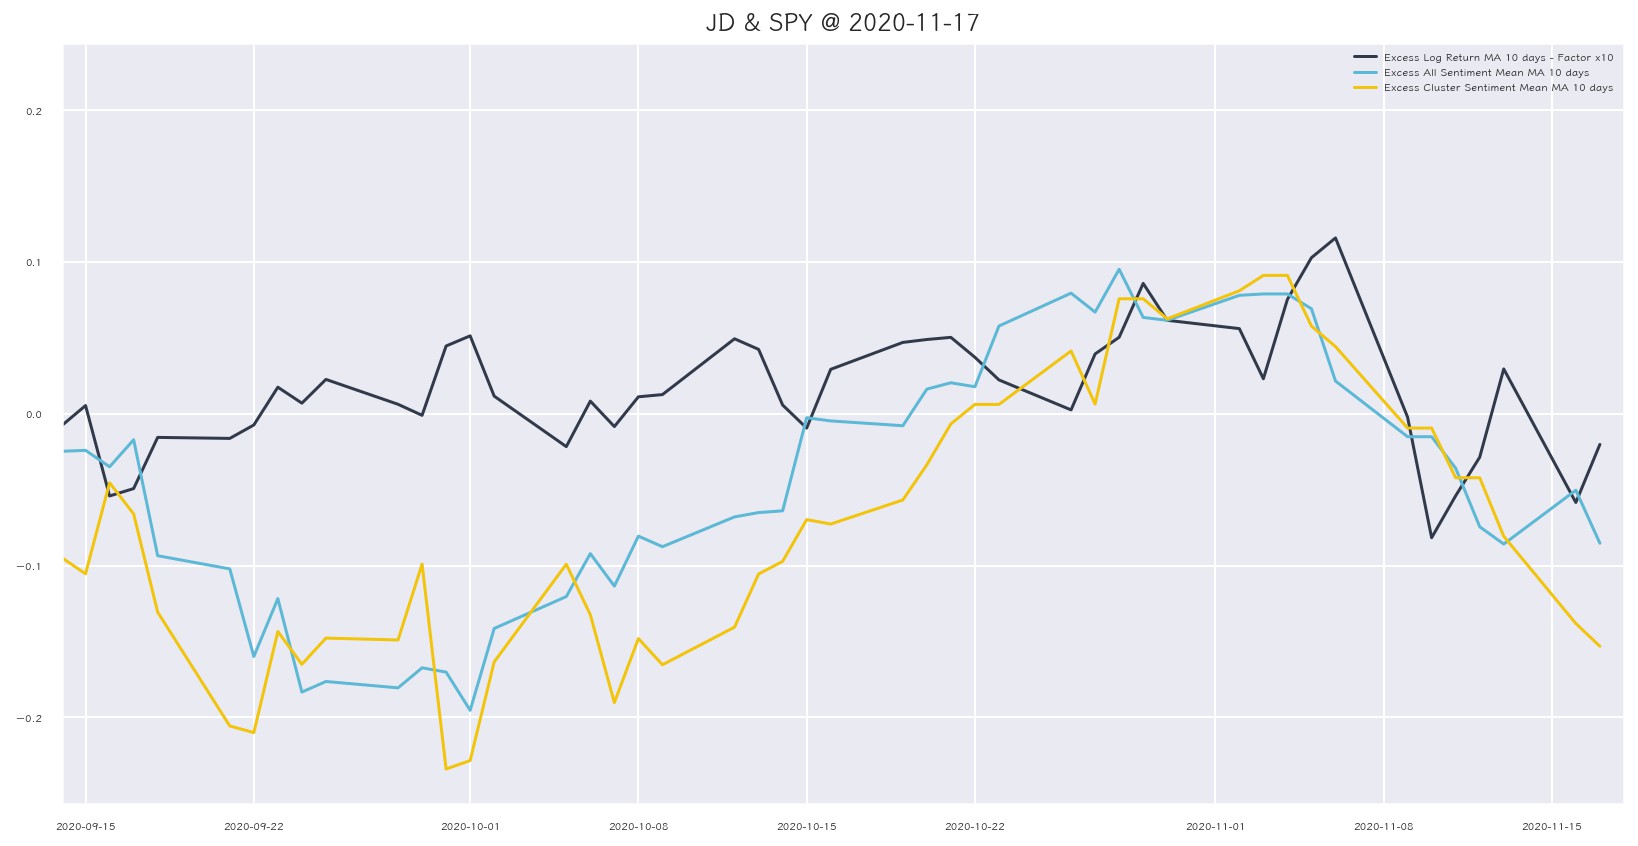 JD & SPY @ 2020-11-17
Excess Log Return MA 10 days - Factor x10
Excess All Sentiment Mean MA 10 days
Excess Cluster Sentiment Mean MA 10 days
0.2
0.1
0.0
−0.1
−0.2
2020-09-15 2020-09-22 2020-10-01 2020-10-08 2020-10-15 2020-10-22 2020-11-01 2020-11-08 2020-11-15